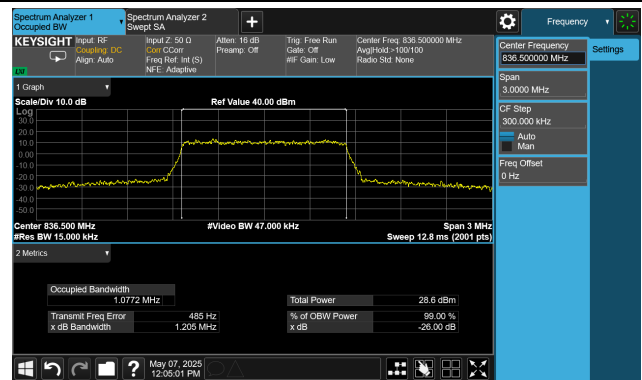 Spectrum Analyzer 1
Occupied BW
Spectrum Analyzer 2
Swept SA
Frequency
KEYSIGHT
Input: RF
Coupling: DC
Align: Auto
Input Z: 50 Ω
Corr CCorr
Freq Ref: Int (S)
NFE: Adaptive
Atten: 16 dB
Preamp: Off
Trig: Free Run
Gate: Off
#IF Gain: Low
Center Freq: 836.500000 MHz
Avg|Hold:>100/100
Radio Std: None
Center Frequency
836.500000 MHz
Settings
Span
3.0000 MHz
CF Step
300.000 kHz
Auto
Man
Freq Offset
0 Hz
1 Graph
Scale/Div 10.0 dB
Ref Value 40.00 dBm
Log
30.0
20.0
10.0
0.00
-10.0
-20.0
-30.0
-40.0
-50.0
Center 836.500 MHz
#Video BW 47.000 kHz
Span 3 MHz
#Res BW 15.000 kHz
Sweep 12.8 ms (2001 pts)
2 Metrics
Occupied Bandwidth
1.0772 MHz
Total Power
28.6 dBm
Transmit Freq Error
485 Hz
% of OBW Power
99.00 %
x dB Bandwidth
1.205 MHz
x dB
-26.00 dB
May 07, 2025
12:05:01 PM